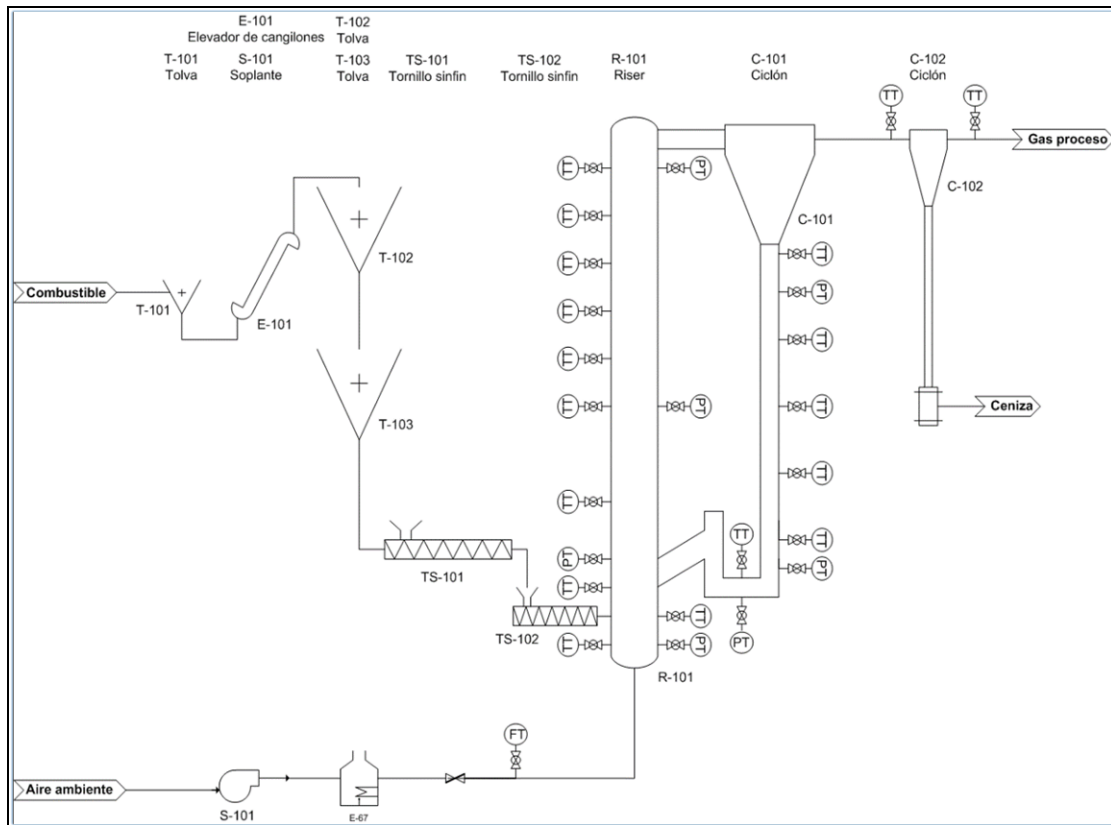 E-101 T-102
Elevador de cangilones Tolva
T-101 S-101 T-103 TS-101 TS-102 R-101 C-101 C-102
Tolva Soplante Tolva Tornillo sinfin Tornillo sinfin Riser Ciclón Ciclón
TT TT
Gas proceso
TT PT
C-102
TT C-101
TT
T-102
TT
Combustible PT
T-101
TT
E-101
TT
TT
TT PT TT Ceniza
T-103
TT
TT
TT TT
PT PT
TS-101
TT
TT
TS-102
TT PT PT
R-101
FT
Aire ambiente
S-101 E-67